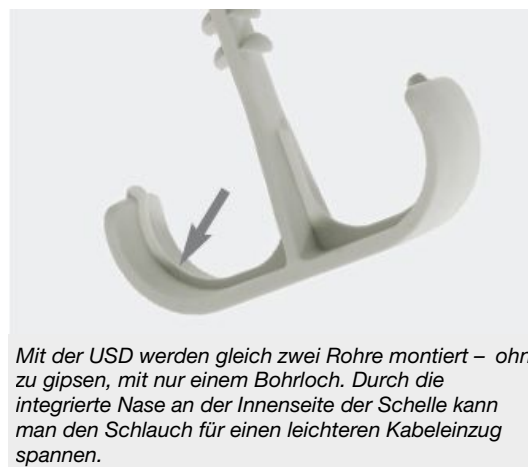 Mit der USD werden gleich zwei Rohre montiert – ohn
zu gipsen, mit nur einem Bohrloch. Durch die
integrierte Nase an der Innenseite der Schelle kann
man den Schlauch für einen leichteren Kabeleinzug
spannen.